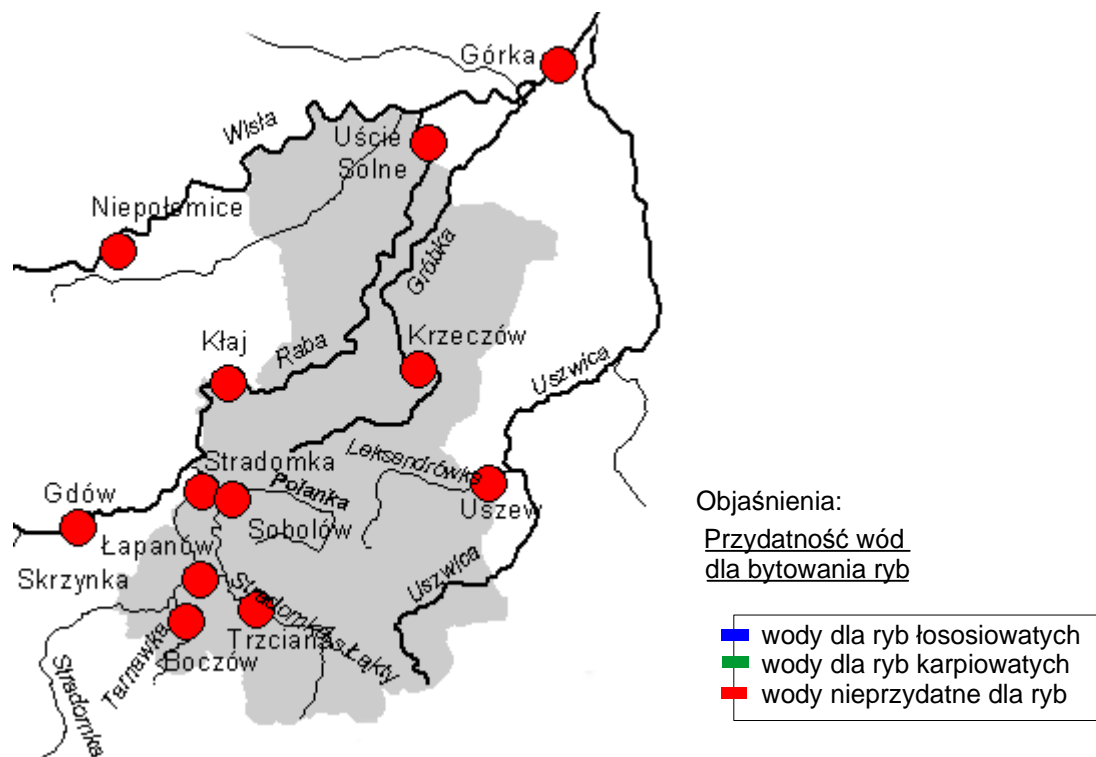 Górka
Wisła
Uście
Solne
Niepołomice
Gróbka
Krzeczów
Kłaj
Raba
Uszwica
Stradomka
Leksandrówka
Polanka
Gdów
Sobolów
Uszew
Łapanów
Skrzynka
Uszwica
Stradomka
Trzciana
s. Łąkty
Tarnawka
Boczów
Stradomka
Objaśnienia:
Przydatność wód
dla bytowania ryb
wody dla ryb łososiowatych
wody dla ryb karpiowatych
wody nieprzydatne dla ryb